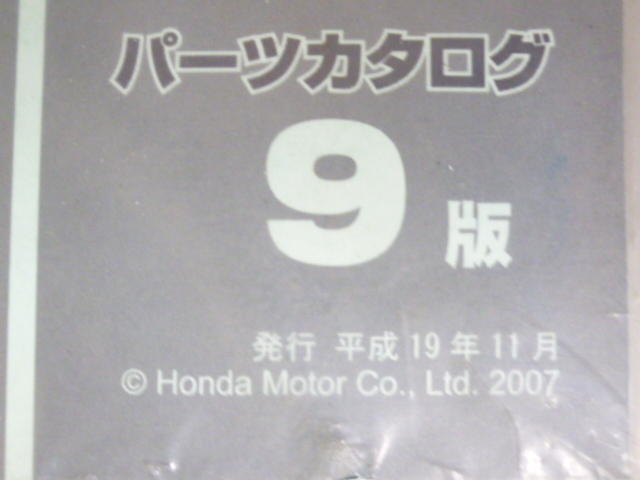 パーツカタログ
9版
発行 平成19年11月
© Honda Motor Co., Ltd. 2007